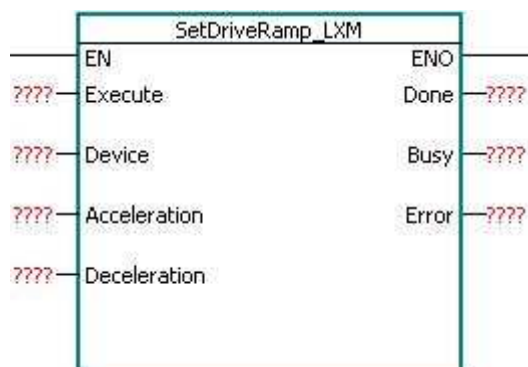 SetDriveRamp_LXM
EN ENO
???? Execute Done ????
???? Device Busy ????
???? Acceleration Error ????
???? Deceleration